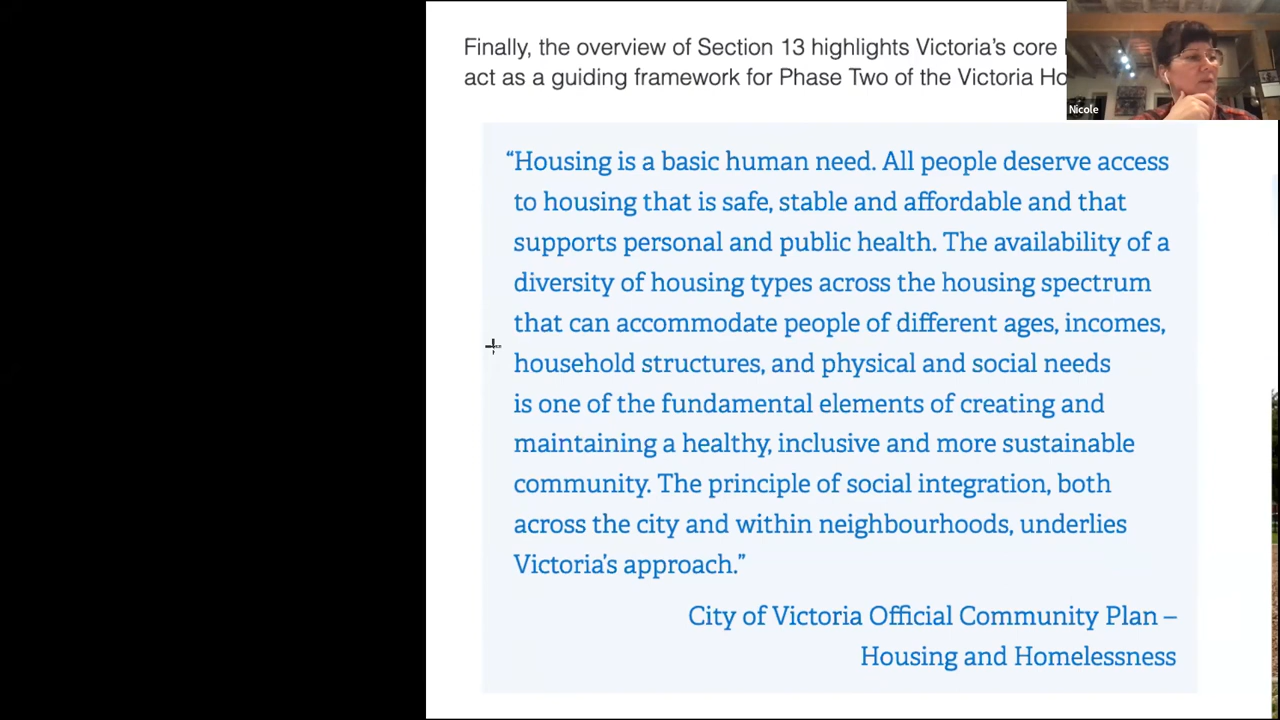 Finally, the overview of Section 13 highlights Victoria's core
act as a guiding framework for Phase Two of the Victoria
Nicole
“Housing is a basic human need. All people deserve access
to housing that is safe, stable and affordable and that
supports personal and public health. The availability of a
diversity of housing types across the housing spectrum
that can accommodate people of different ages, incomes,
household structures, and physical and social needs
is one of the fundamental elements of creating and
maintaining a healthy, inclusive and more sustainable
community. The principle of social integration, both
across the city and within neighbourhoods, underlies
Victoria's approach.”
City of Victoria Official Community Plan –
Housing and Homelessness